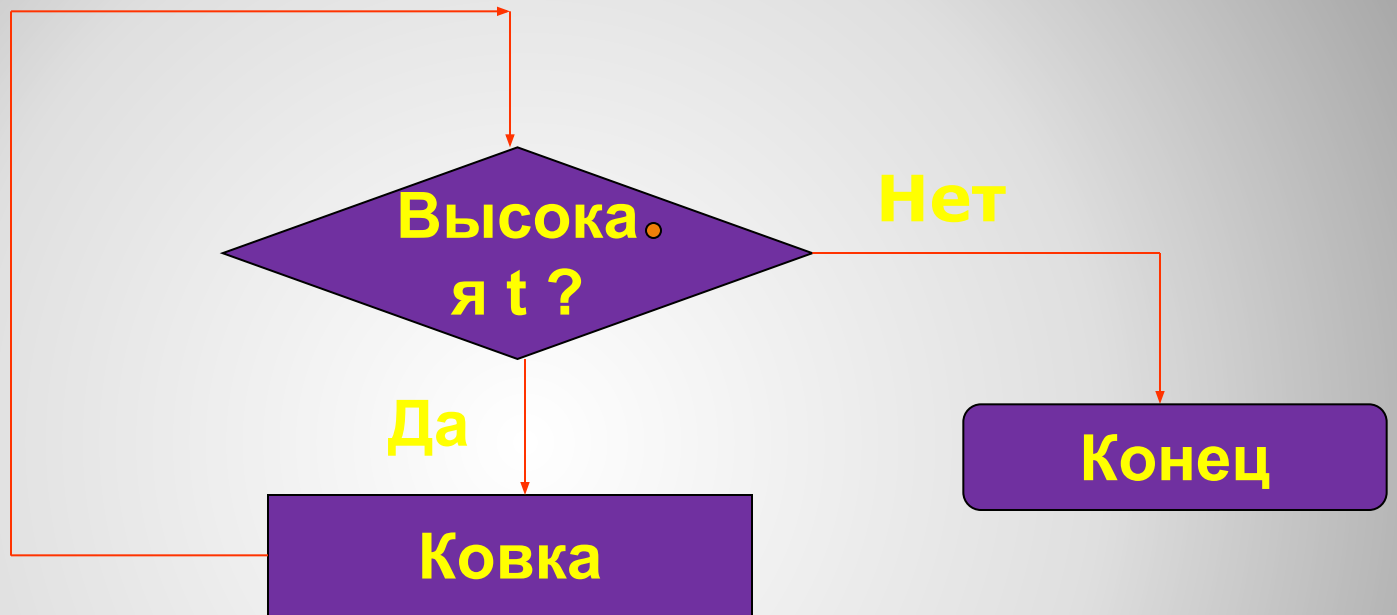 Высока
я t ?
Нет
Да
Конец
Ковка